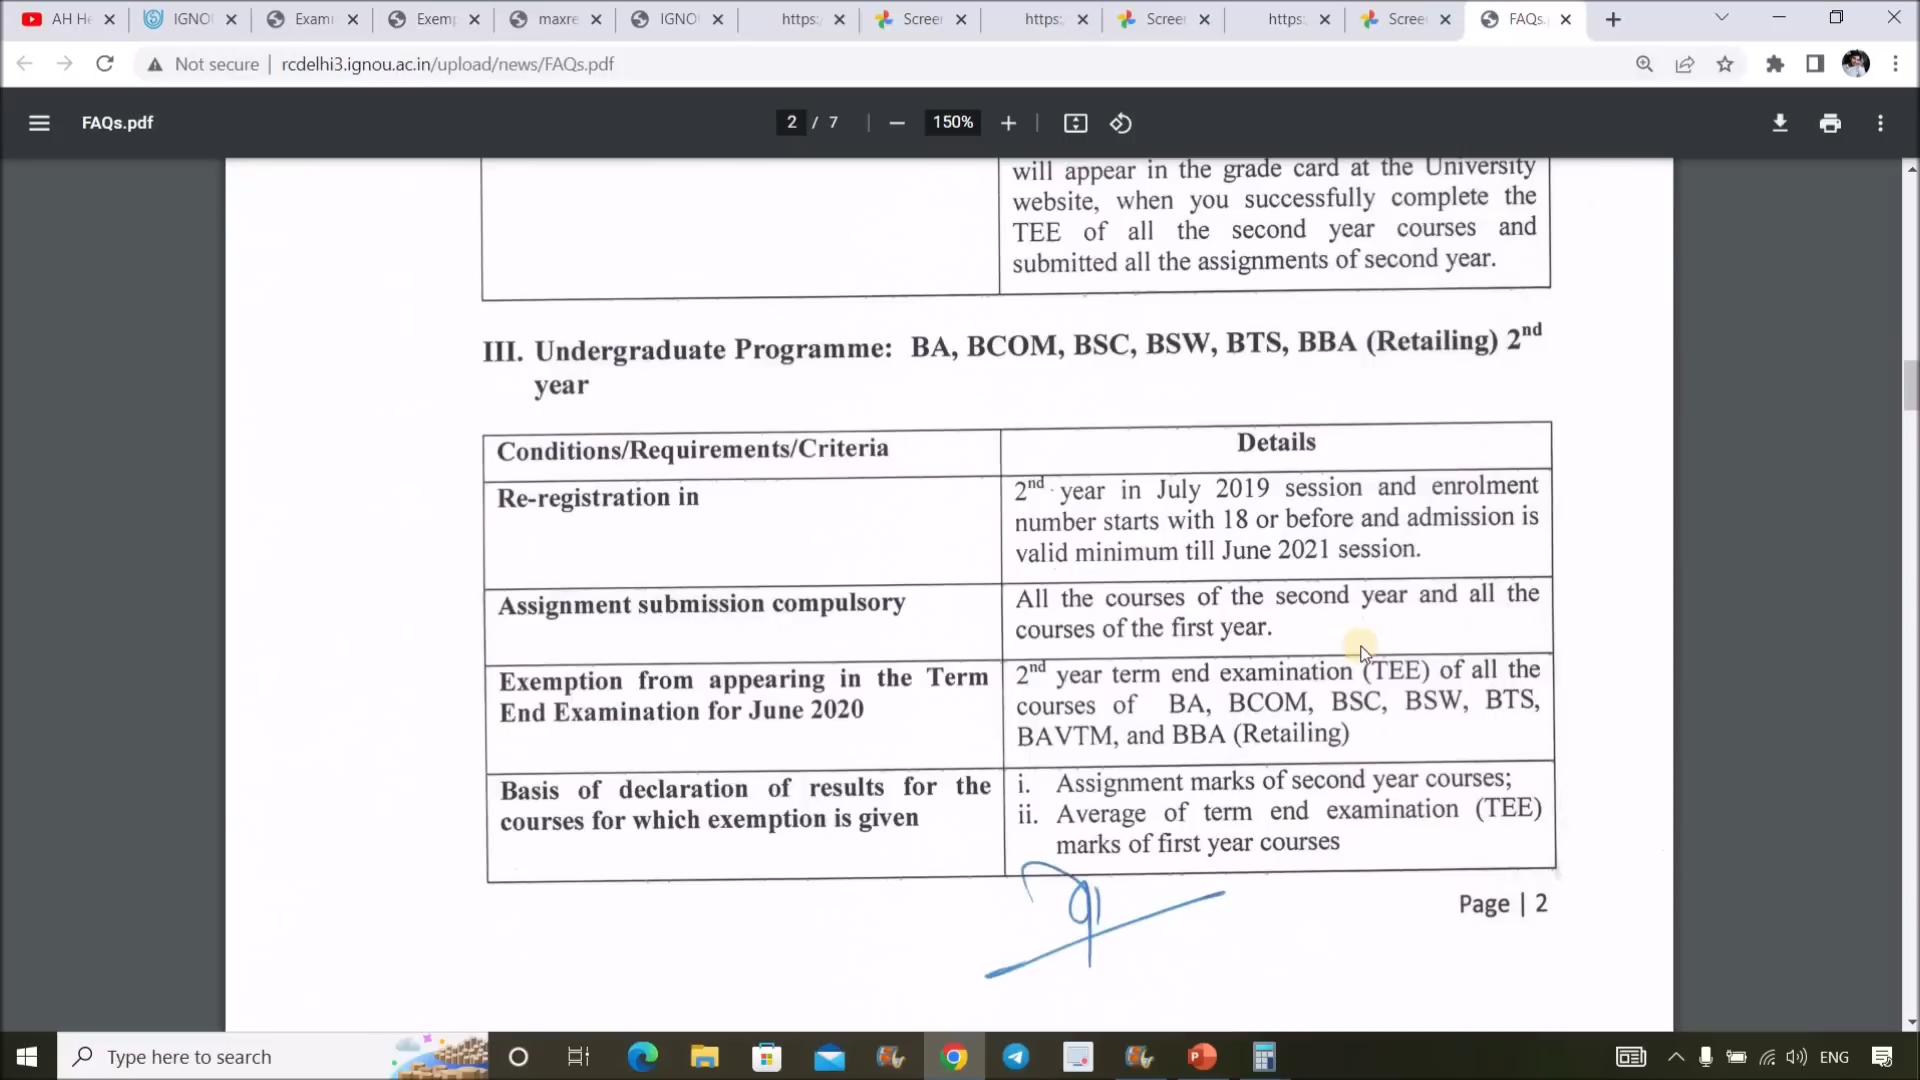 AH He
IGNOU
Exami
Exemp
maxre
IGNOU
https:
Screen
https:
Screen
https:
Screen
FAQs.
Not secure
rcdelhi3.ignou.ac.in/upload/news/FAQs.pdf
FAQs.pdf
2 / 7
150%
will appear in the grade card at the University
website, when you successfully complete the
TEE of all the second year courses and
submitted all the assignments of second year.
III. Undergraduate Programme: BA, BCOM, BSC, BSW, BTS, BBA (Retailing) 2nd
year
Conditions/Requirements/Criteria
Details
Re-registration in
2nd year in July 2019 session and enrolment
number starts with 18 or before and admission is
valid minimum till June 2021 session.
Assignment submission compulsory
All the courses of the second year and all the
courses of the first year.
Exemption from appearing in the Term
End Examination for June 2020
2nd year term end examination (TEE) of all the
courses of BA, BCOM, BSC, BSW, BTS,
BAVTM, and BBA (Retailing)
Basis of declaration of results for the
courses for which exemption is given
i. Assignment marks of second year courses;
ii. Average of term end examination (TEE)
marks of first year courses
Page | 2
Type here to search
ENG